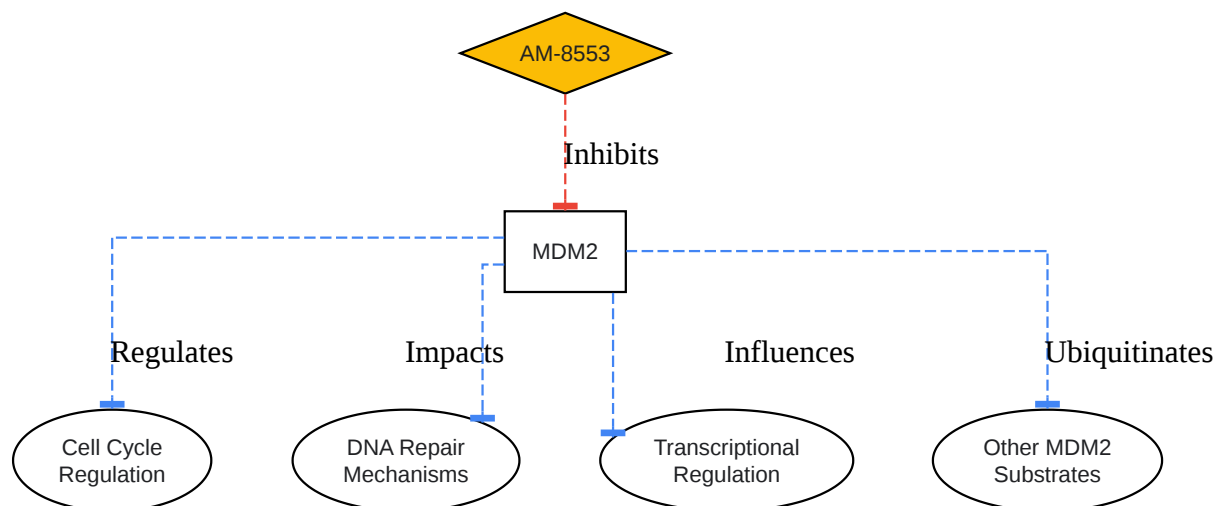 AM-8553
Inhibits
MDM2
Regulates
Impacts
Influences
Ubiquitinates
Cell Cycle
Regulation
DNA Repair
Mechanisms
Transcriptional
Regulation
Other MDM2
Substrates